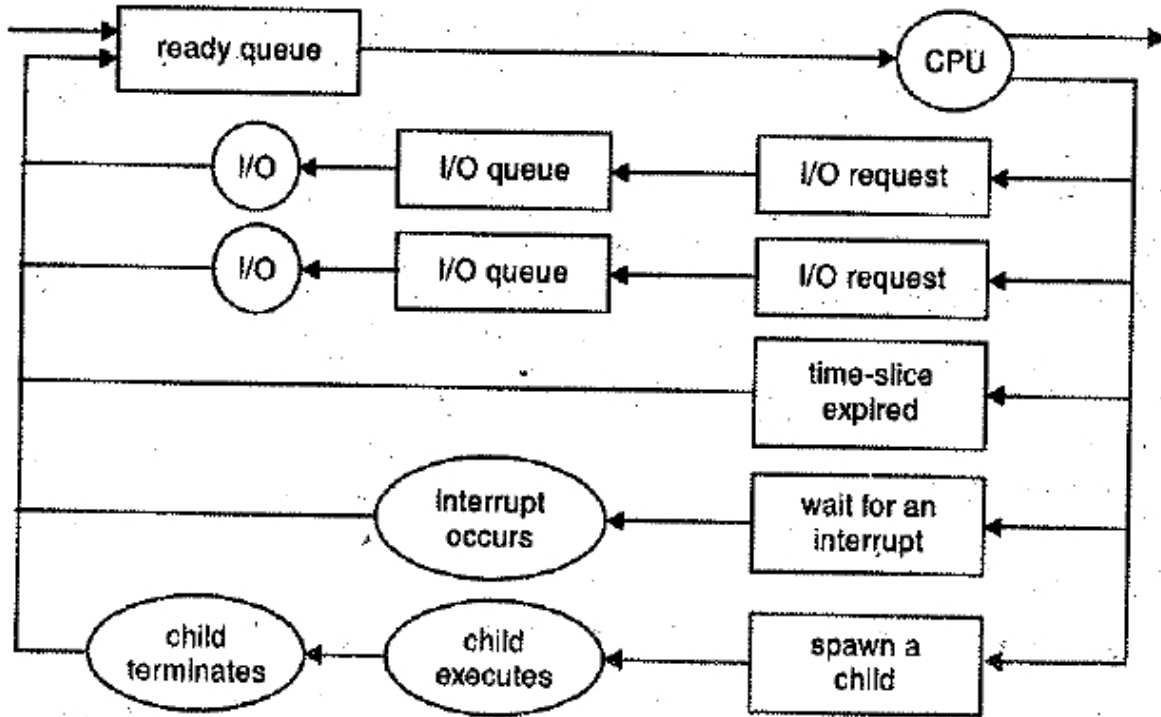 ready queue
CPU
I/O
I/O queue
I/O request
I/O
I/O queue
I/O request
time-slice
expired
interrupt
occurs
wait for an
interrupt
child
terminates
child
executes
spawn a
child